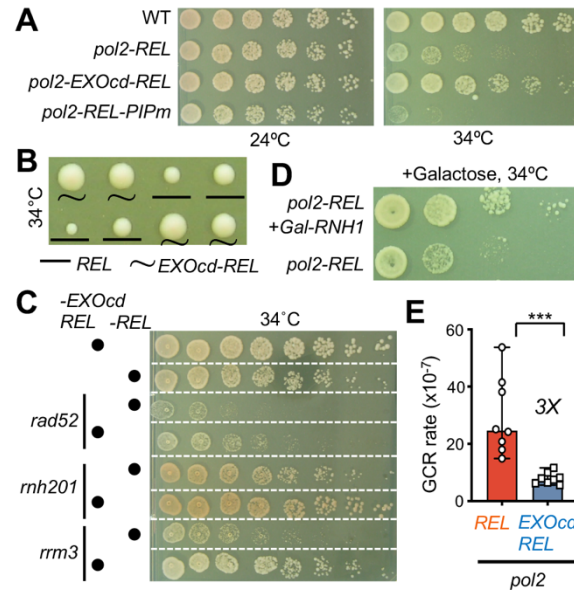 A
WT
pol2-REL
pol2-EXOcd-REL
pol2-REL-PIPm
24ºC
34ºC
B
34°C
REL
EXOcd-REL
D
+Galactose, 34ºC
pol2-REL
+Gal-RNH1
pol2-REL
C
-EXOcd
REL
-REL
34˚C
rad52
rnh201
rrm3
E
GCR rate (x10-7)
60
40
20
0
***
3X
REL
EXOcd
REL
pol2